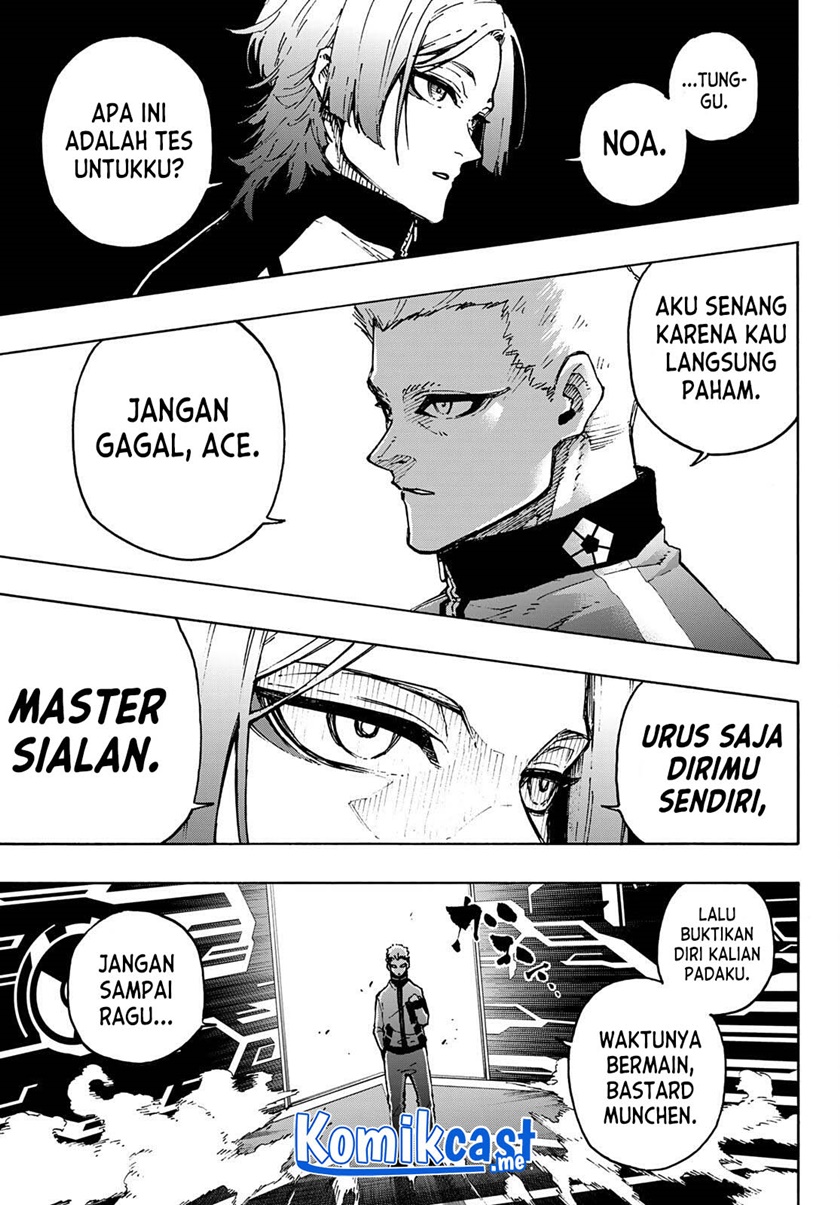 ...TUNG-
GU.
NOA.
APA INI
ADALAH TES
UNTUKKU?
AKU SENANG
KARENA KAU
LANGSUNG
PAHAM.
JANGAN
GAGAL, ACE.
URUS SAJA
DIRIMU
SENDIRI,
MASTER
SIALAN.
LALU
BUKTIKAN
DIRI KALIAN
PADAKU.
WAKTUNYA
BERMAIN,
BASTARD
MUNCHEN.
JANGAN
SAMPAI
RAGU...
Komikcast
.me